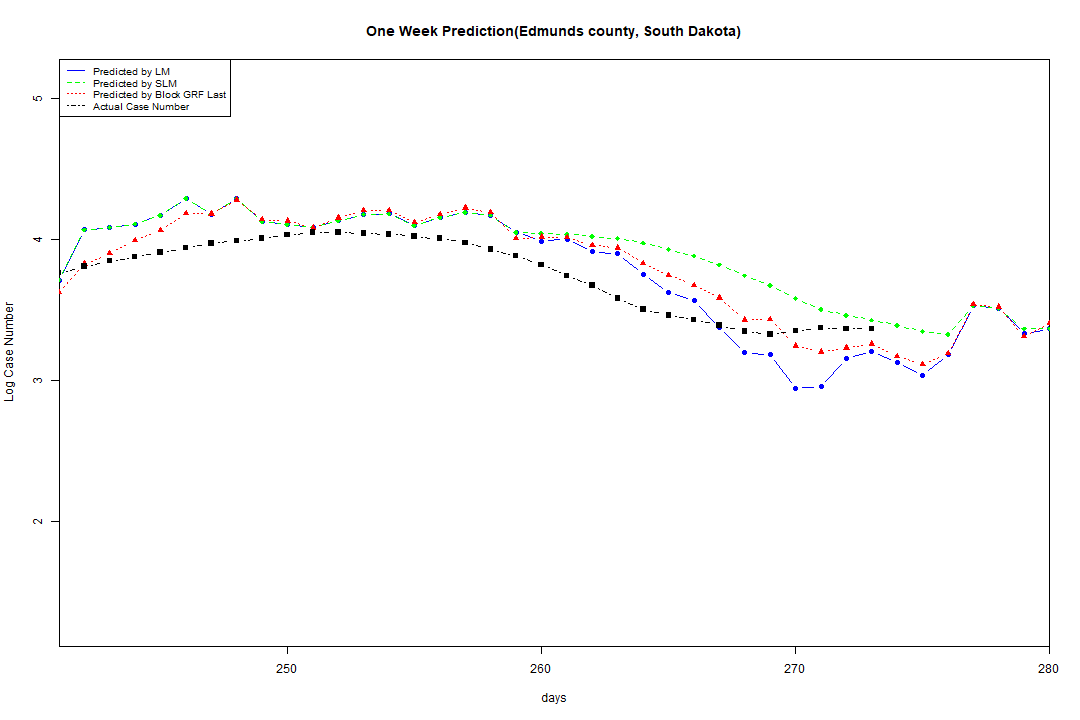 One Week Prediction(Edmunds county, South Dakota)
Predicted by LM
Predicted by SLM
Predicted by Block GRF Last
Actual Case Number
5
4
3
2
Log Case Number
250 260 270 280
days